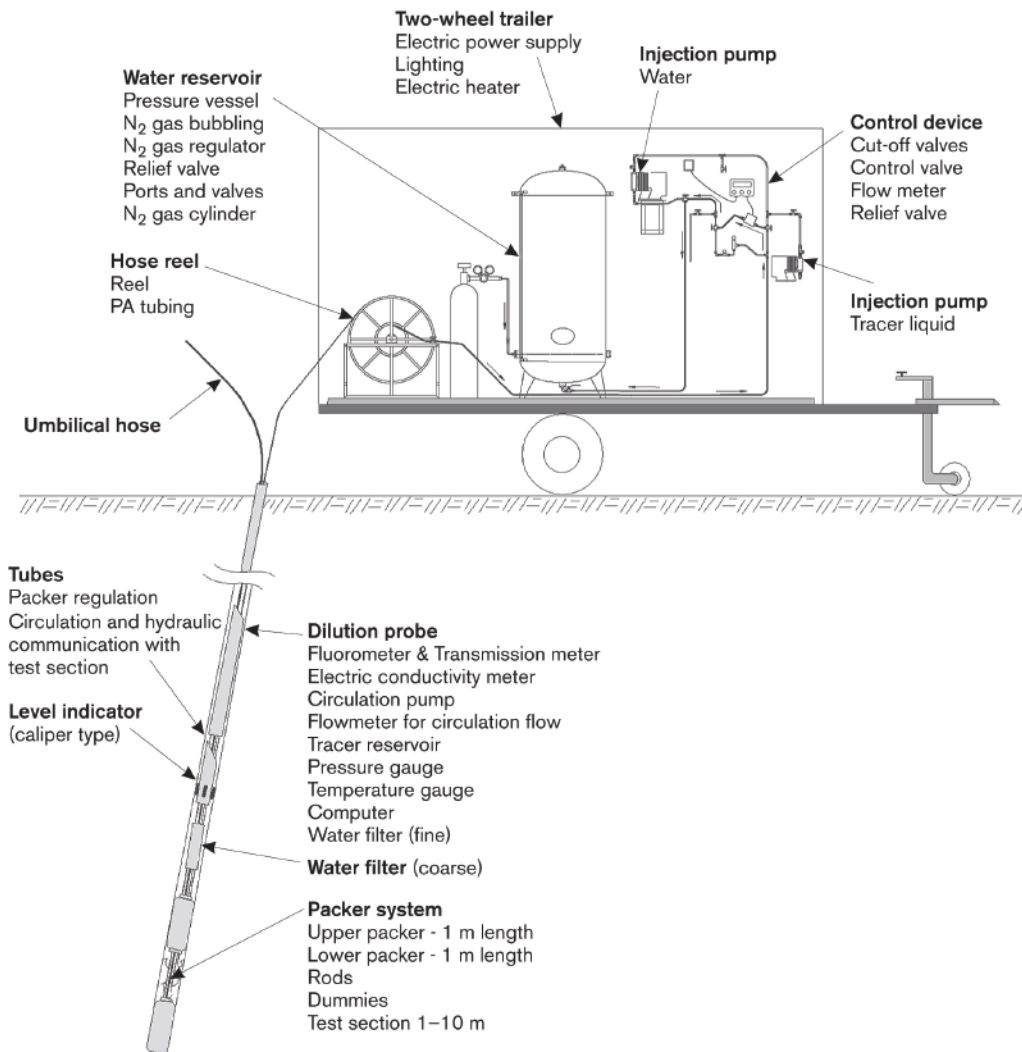 Two-wheel trailer
Electric power supply
Lighting
Electric heater
Injection pump
Water
Water reservoir
Pressure vessel
N₂ gas bubbling
N₂ gas regulator
Relief valve
Ports and valves
N₂ gas cylinder
Control device
Cut-off valves
Control valve
Flow meter
Relief valve
Hose reel
Reel
PA tubing
Injection pump
Tracer liquid
Umbilical hose
Tubes
Packer regulation
Circulation and hydraulic
communication with
test section
Level indicator
(caliper type)
Dilution probe
Fluorometer & Transmission meter
Electric conductivity meter
Circulation pump
Flowmeter for circulation flow
Tracer reservoir
Pressure gauge
Temperature gauge
Computer
Water filter (fine)
Water filter (coarse)
Packer system
Upper packer - 1 m length
Lower packer - 1 m length
Rods
Dummies
Test section 1–10 m